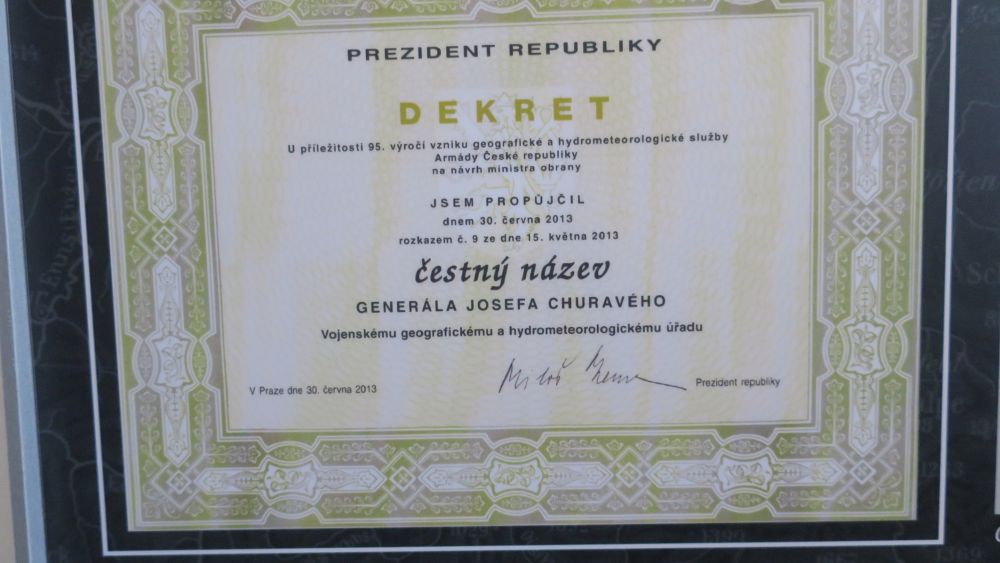 PREZIDENT REPUBLIKY
DEKRET
U příležitosti 95. výročí vzniku geografické a hydrometeorologické služby
Armády České republiky
na návrh ministra obrany
JSEM PROPŮJČIL
dnem 30. června 2013
rozkazem č. 9 ze dne 15. května 2013
čestný název
GENERÁLA JOSEFA CHURAVÉHO
Vojenskému geografickému a hydrometeorologickému úřadu
V Praze dne 30. června 2013
Miloš Zeman
Prezident republiky